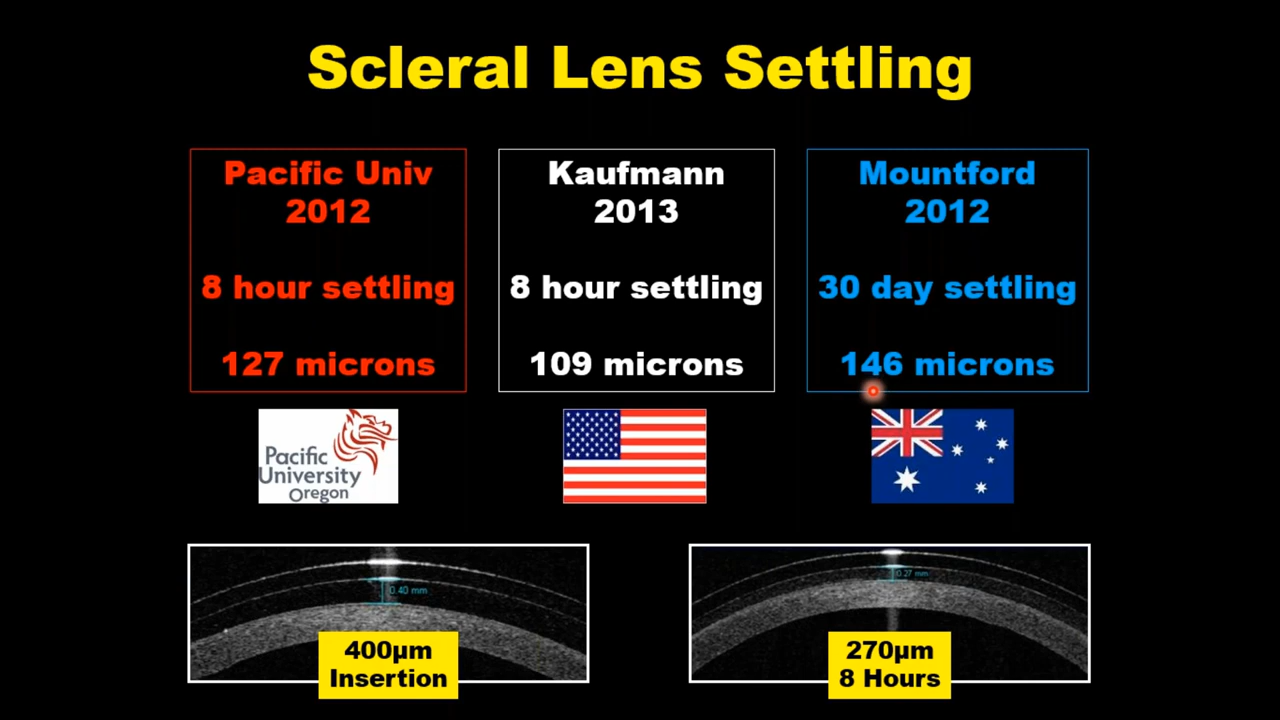 Scleral Lens Settling
Pacific Univ
2012
8 hour settling
127 microns
Kaufmann
2013
8 hour settling
109 microns
Mountford
2012
30 day settling
146 microns
Pacific
University
Oregon
0.40 mm
400µm
Insertion
0.27 mm
270µm
8 Hours